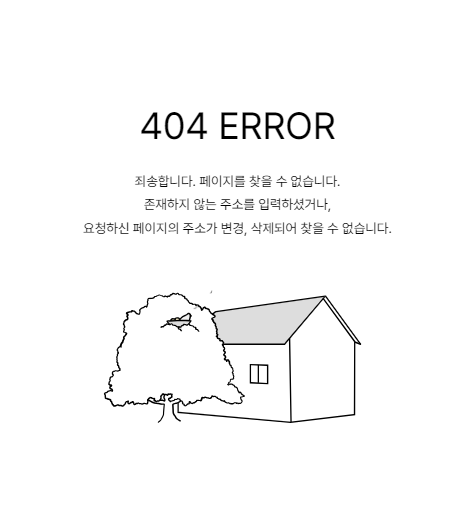 404 ERROR
죄송합니다. 페이지를 찾을 수 없습니다.
존재하지 않는 주소를 입력하셨거나,
요청하신 페이지의 주소가 변경, 삭제되어 찾을 수 없습니다.